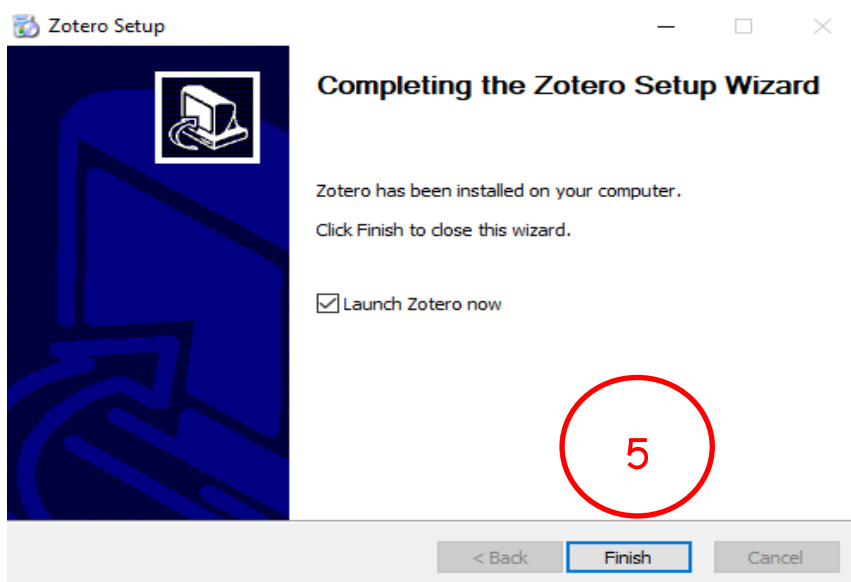 Zotero Setup
Completing the Zotero Setup Wizard
Zotero has been installed on your computer.
Click Finish to close this wizard.
Launch Zotero now
5
< Back Finish Cancel